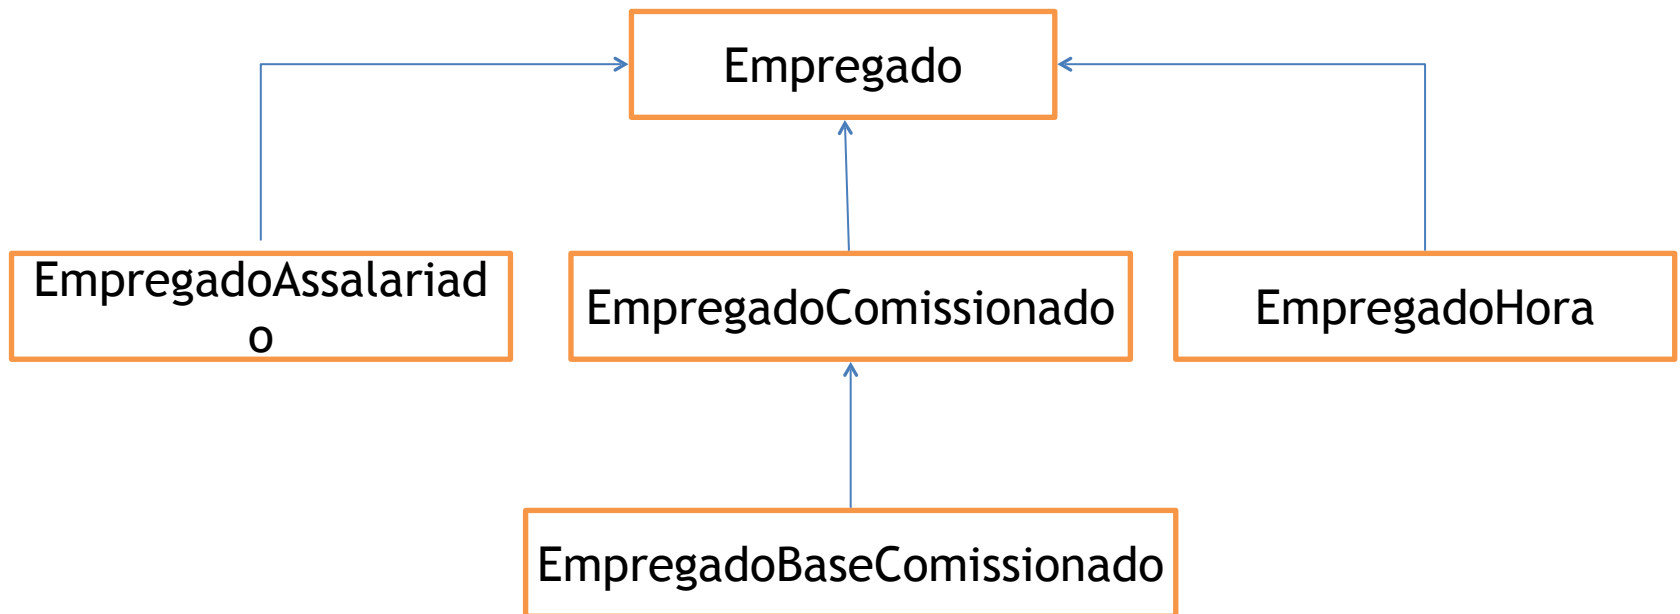 Empregado
EmpregadoAssalariad
o
EmpregadoComissionado
EmpregadoHora
EmpregadoBaseComissionado